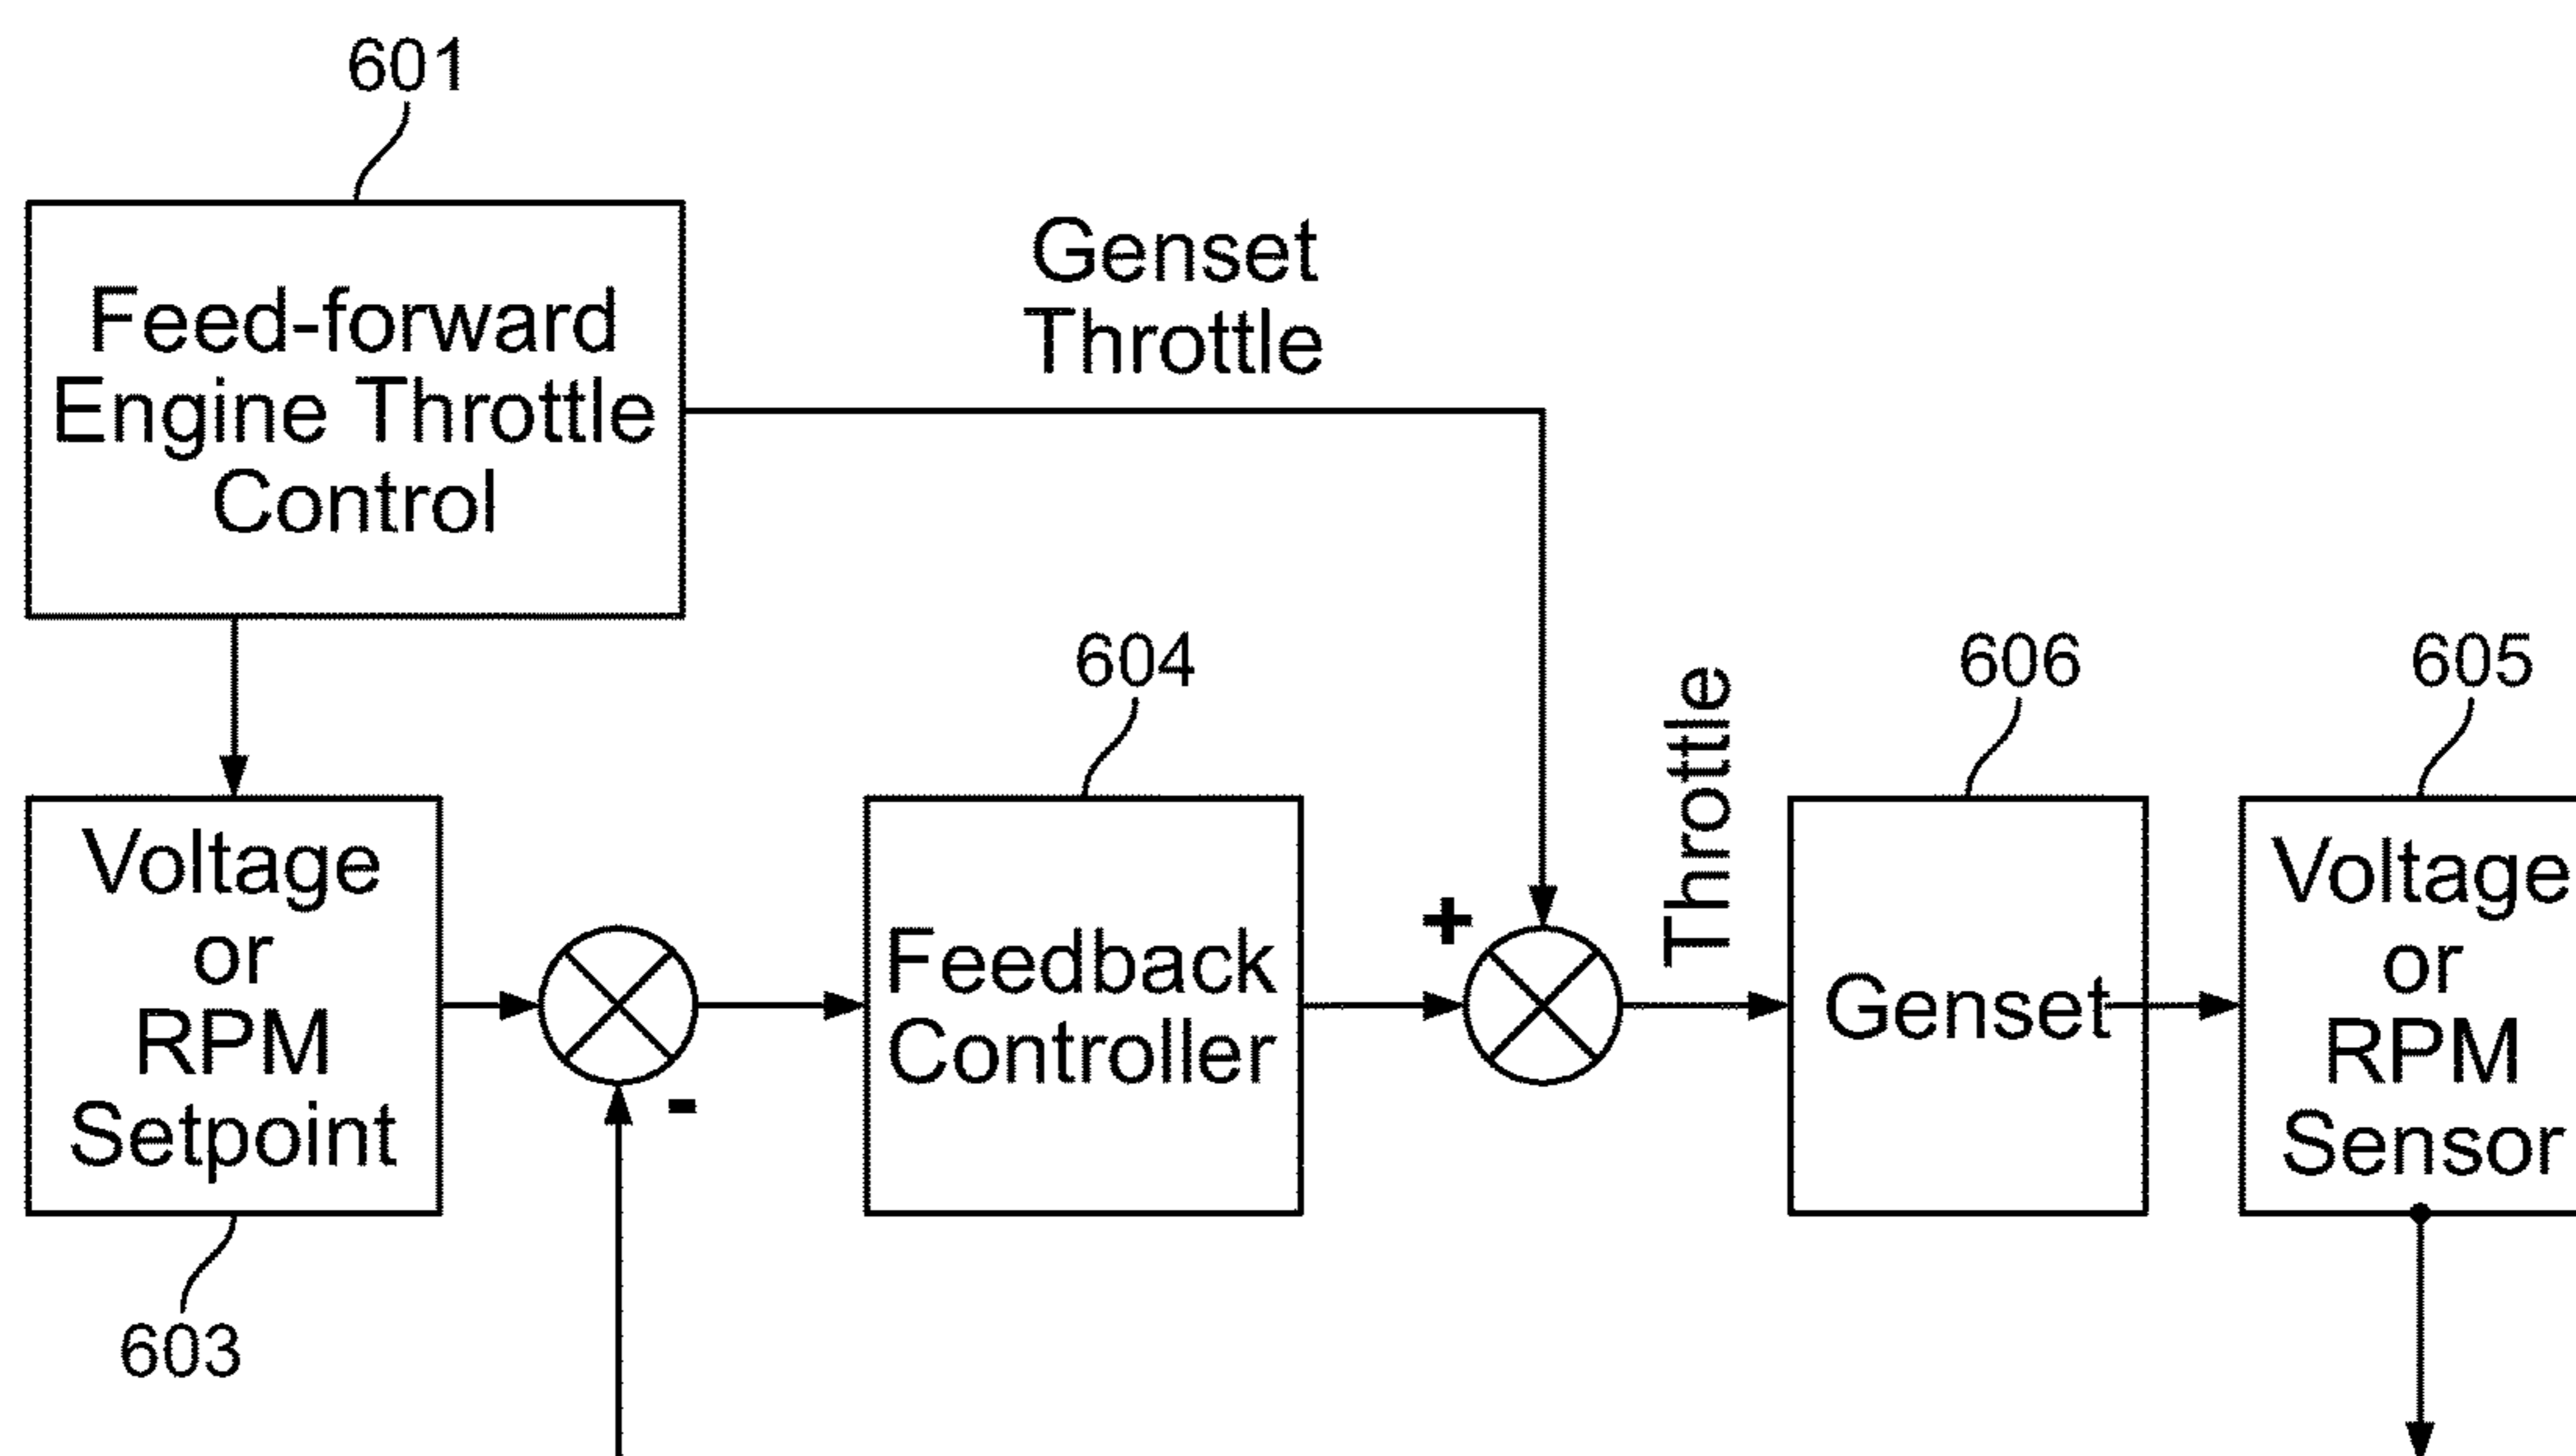 601
Feed-forward
Engine Throttle
Control
Genset
Throttle
604
606
605
Voltage
or
RPM
Setpoint
-
Feedback
Controller
+
Throttle
Genset
Voltage
or
RPM
Sensor
603